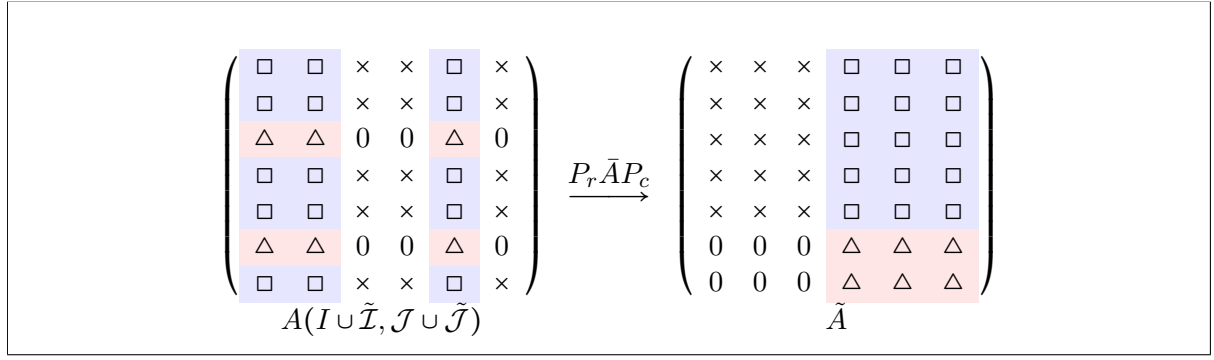 □ □ × × □ × × × × □ □ □
□ □ × × □ × × × × □ □ □
△ △ 0 0 △ 0 × × × □ □ □
□ □ × × □ × P_r Ā P_c × × × □ □ □
□ □ × × □ × × × × □ □ □
△ △ 0 0 △ 0 0 0 0 △ △ △
□ □ × × □ × 0 0 0 △ △ △
A(I ∪ Ĩ, J ∪ J̃) Ã